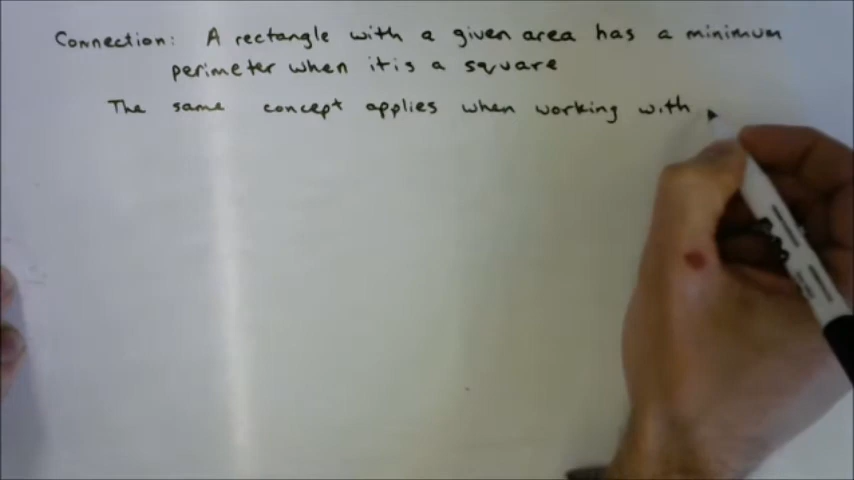 Connection: A rectangle with a given area has a minimum
perimeter when it is a square
The same concept applies when working with